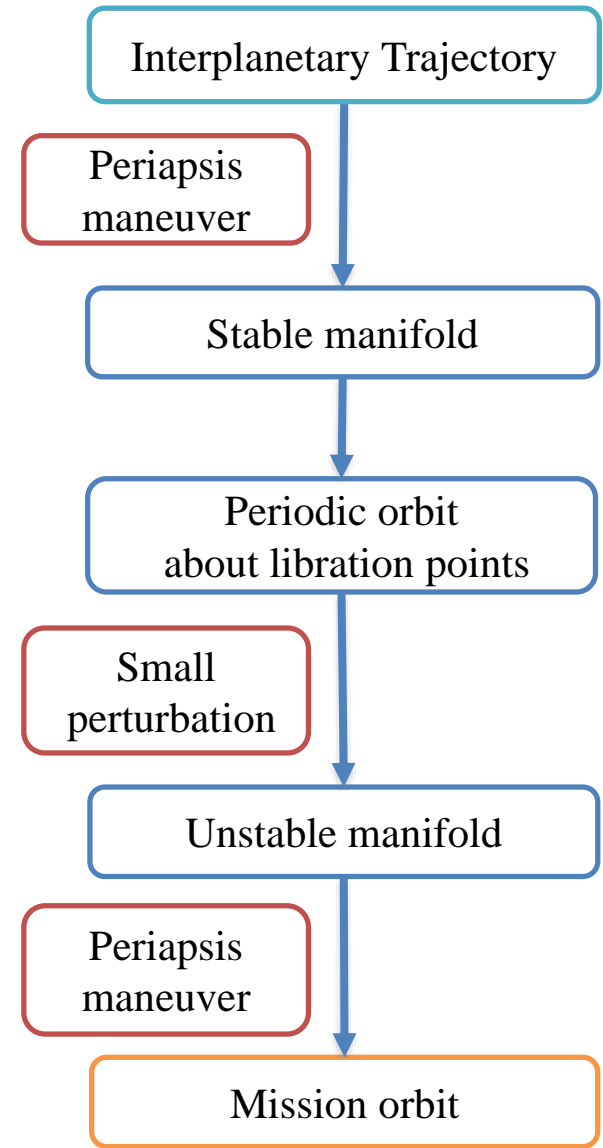 Interplanetary Trajectory
Periapsis
maneuver
Stable manifold
Periodic orbit
about libration points
Small
perturbation
Unstable manifold
Periapsis
maneuver
Mission orbit